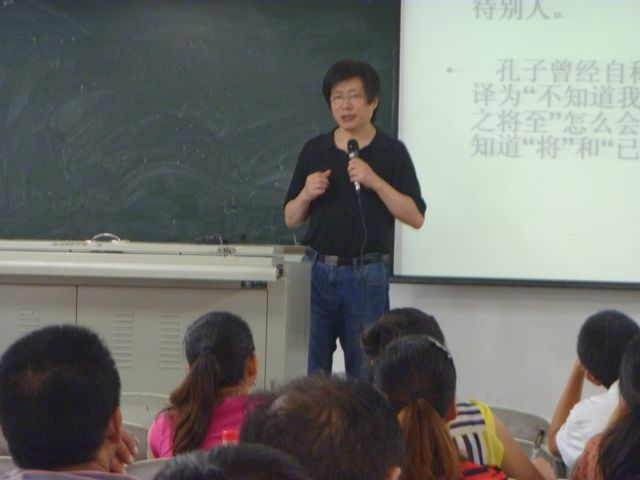 待别人。
孔子曾经自称
译为“不知道我
之将至”怎么会
知道“将”和“已